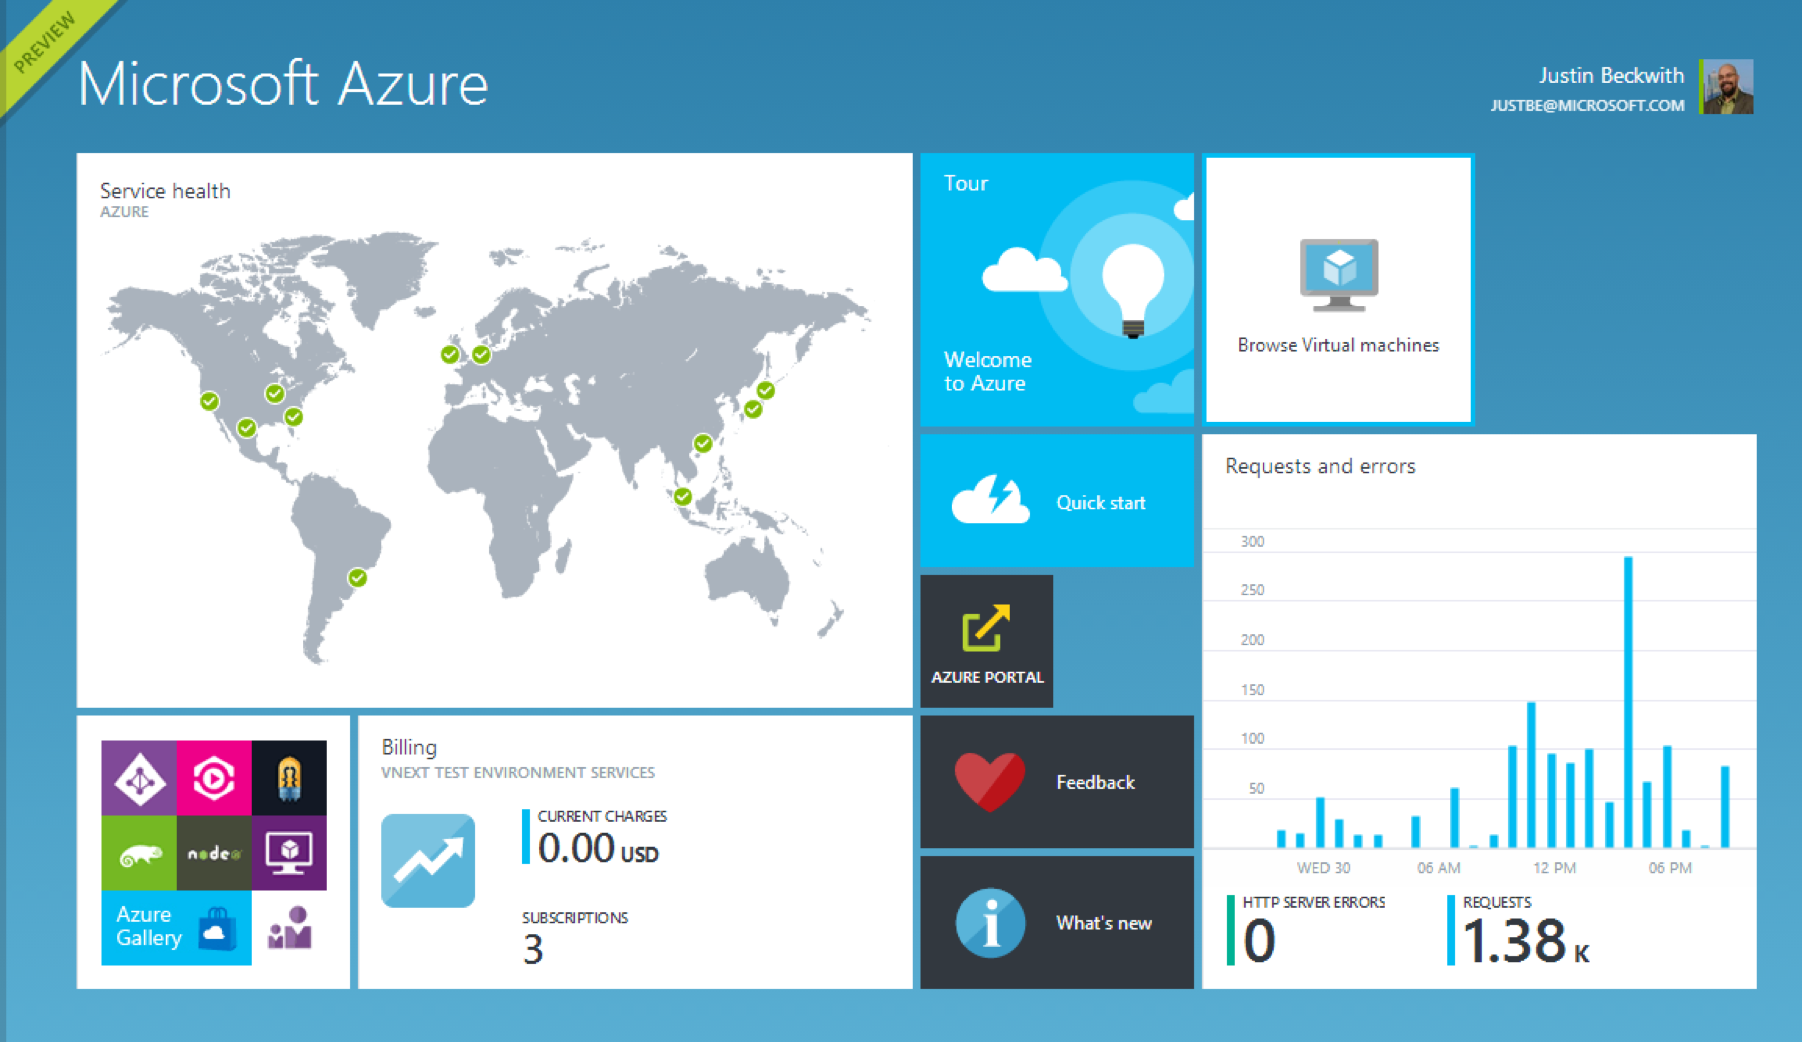 PREVIEW
Microsoft Azure
Justin Beckwith
JUSTBE@MICROSOFT.COM
Service health
AZURE
Tour
Welcome
to Azure
Browse Virtual machines
Quick start
AZURE PORTAL
Requests and errors
300
250
200
150
100
50
WED 30
06 AM
12 PM
06 PM
HTTP SERVER ERRORS
0
REQUESTS
1.38 K
node
Azure
Gallery
Billing
VNEXT TEST ENVIRONMENT SERVICES
CURRENT CHARGES
0.00 USD
SUBSCRIPTIONS
3
Feedback
What's new